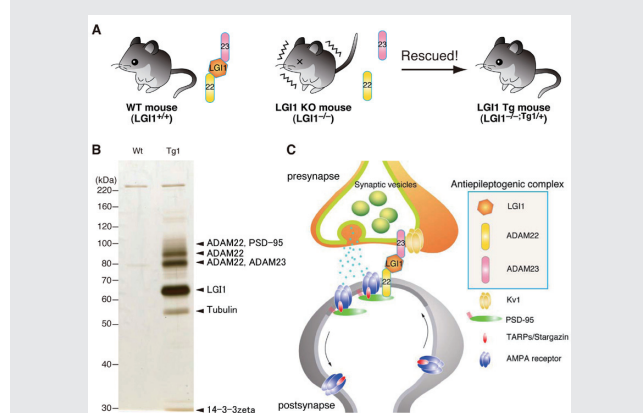 A
23
LGI1
22
23
22
Rescued!
WT mouse
(LGI1+/+)
LGI1 KO mouse
(LGI1−/−)
LGI1 Tg mouse
(LGI1−/−;Tg1/+)
B
Wt Tg1
(kDa)
220
160
120
100
80
70
60
50
40
30
ADAM22, PSD-95
ADAM22
ADAM22, ADAM23
LGI1
Tubulin
14-3-3zeta
C
presynapse
Synaptic vesicles
23
LGI1
22
postsynapse
Antiepileptogenic complex
LGI1
ADAM22
ADAM23
Kv1
PSD-95
TARPs/Stargazin
AMPA receptor